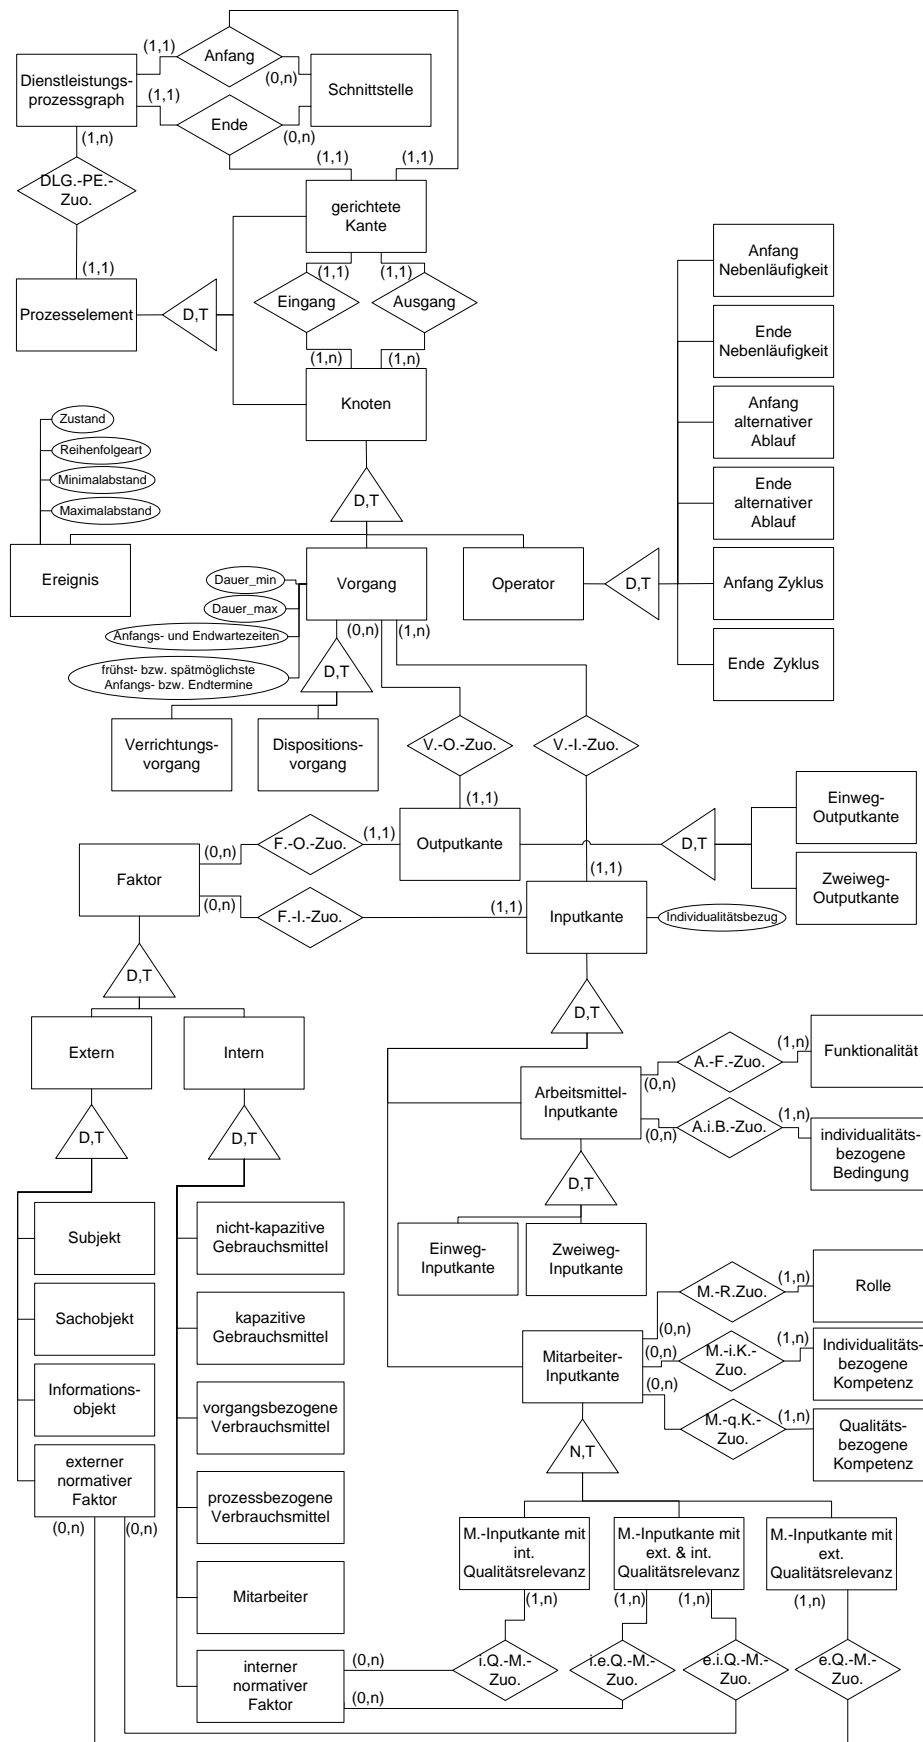 (1,1)
Anfang
(0,n)
Dienstleistungs-
prozessgraph
Schnittstelle
(1,1)
Ende
(0,n)
(1,n)
(1,1)
(1,1)
DLG.-PE.-
Zuo.
gerichtete
Kante
(1,1)
(1,1)
(1,1)
Prozesselement
D,T
Eingang
Ausgang
(1,n)
(1,n)
Knoten
Anfang
Nebenläufigkeit
Ende
Nebenläufigkeit
Anfang
alternativer
Ablauf
Ende
alternativer
Ablauf
Anfang Zyklus
Ende Zyklus
D,T
Zustand
Reihenfolgeart
Minimalabstand
Maximalabstand
D,T
Ereignis
Vorgang
Operator
Dauer_min
Dauer_max
Anfangs- und Endwartezeiten
frühst- bzw. spätmöglichste
Anfangs- bzw. Endtermine
(0,n)
(1,n)
D,T
Verrichtungs-
vorgang
Dispositions-
vorgang
V.-O.-Zuo.
V.-I.-Zuo.
(1,1)
Einweg-
Outputkante
Zweiweg-
Outputkante
D,T
Outputkante
(1,1)
F.-O.-Zuo.
(0,n)
Faktor
(0,n)
F.-I.-Zuo.
(1,1)
(1,1)
Inputkante
Individualitätsbezug
D,T
D,T
Extern
Intern
D,T
D,T
Arbeitsmittel-
Inputkante
(0,n)
A.-F.-Zuo.
(1,n)
Funktionalität
(0,n)
A.i.B.-Zuo.
(1,n)
individualitäts-
bezogene
Bedingung
D,T
Einweg-
Inputkante
Zweiweg-
Inputkante
Subjekt
Sachobjekt
Informations-
objekt
externer
normativer
Faktor
(0,n)
(0,n)
nicht-kapazitive
Gebrauchsmittel
kapazitive
Gebrauchsmittel
vorgangsbezogene
Verbrauchsmittel
prozessbezogene
Verbrauchsmittel
Mitarbeiter
interner
normativer
Faktor
Mitarbeiter-
Inputkante
(0,n)
M.-R.Zuo.
(1,n)
Rolle
(0,n)
M.-i.K.-
Zuo.
(1,n)
Individualitäts-
bezogene
Kompetenz
(0,n)
M.-q.K.-
Zuo.
(1,n)
Qualitäts-
bezogene
Kompetenz
N,T
M.-Inputkante mit
int.
Qualitätsrelevanz
M.-Inputkante mit
ext. & int.
Qualitätsrelevanz
M.-Inputkante mit
ext.
Qualitätsrelevanz
(1,n)
(1,n)
(1,n)
(1,n)
(0,n)
(0,n)
i.Q.-M.-
Zuo.
i.e.Q.-M.-
Zuo.
e.i.Q.-M.-
Zuo.
e.Q.-M.-
Zuo.